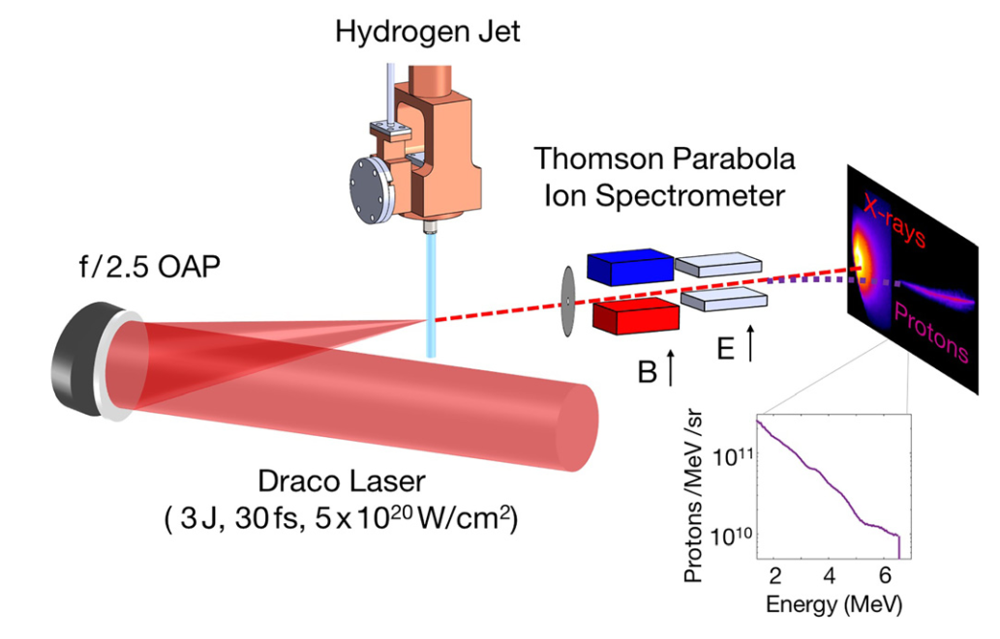 Hydrogen Jet
Thomson Parabola
Ion Spectrometer
f/2.5 OAP
X-rays
Protons
B
E
Draco Laser
( 3 J, 30 fs, 5 x 10²⁰ W/cm²)
Protons /MeV /sr
10¹¹
10¹⁰
2 4 6
Energy (MeV)